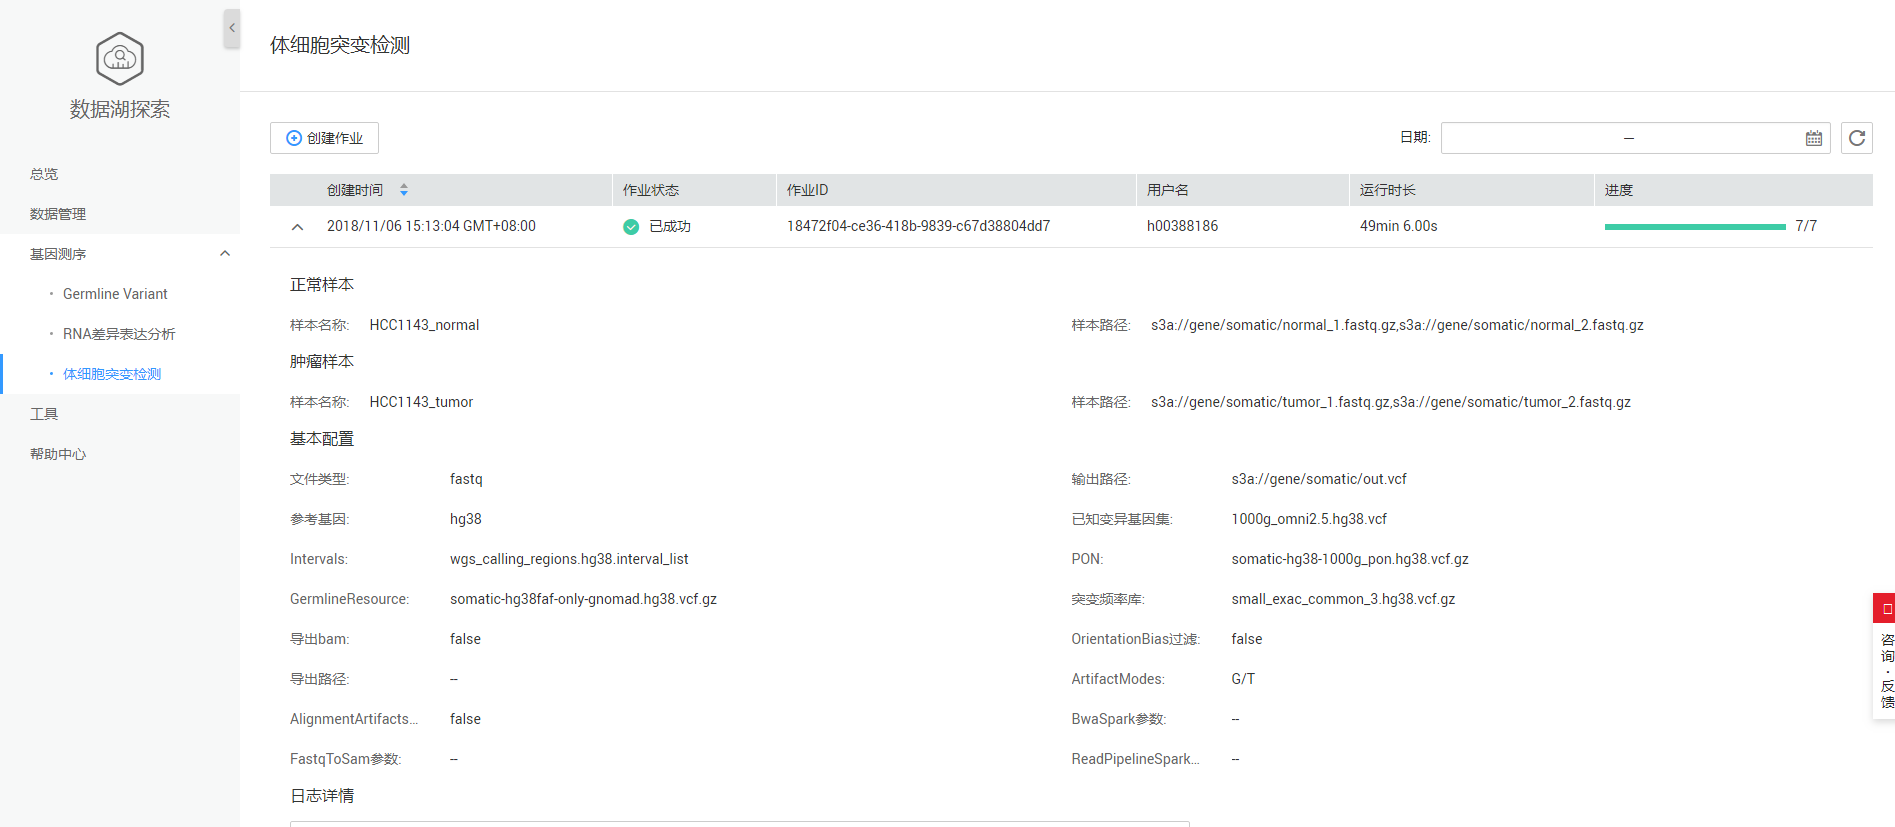 体细胞突变检测
数据湖探索
总览
数据管理
基因测序
Germline Variant
RNA差异表达分析
体细胞突变检测
工具
帮助中心
创建作业
日期: –
创建时间 作业状态 作业ID 用户名 运行时长 进度
2018/11/06 15:13:04 GMT+08:00 已成功 18472f04-ce36-418b-9839-c67d38804dd7 h00388186 49min 6.00s 7/7
正常样本
样本名称: HCC1143_normal 样本路径: s3a://gene/somatic/normal_1.fastq.gz,s3a://gene/somatic/normal_2.fastq.gz
肿瘤样本
样本名称: HCC1143_tumor 样本路径: s3a://gene/somatic/tumor_1.fastq.gz,s3a://gene/somatic/tumor_2.fastq.gz
基本配置
文件类型: fastq 输出路径: s3a://gene/somatic/out.vcf
参考基因: hg38 已知变异基因集: 1000g_omni2.5.hg38.vcf
Intervals: wgs_calling_regions.hg38.interval_list PON: somatic-hg38-1000g_pon.hg38.vcf.gz
GermlineResource: somatic-hg38faf-only-gnomad.hg38.vcf.gz 突变频率库: small_exac_common_3.hg38.vcf.gz
导出bam: false OrientationBias过滤: false
导出路径: -- ArtifactModes: G/T
AlignmentArtifacts... false BwaSpark参数: --
FastqToSam参数: -- ReadPipelineSpark... --
日志详情
咨询·反馈